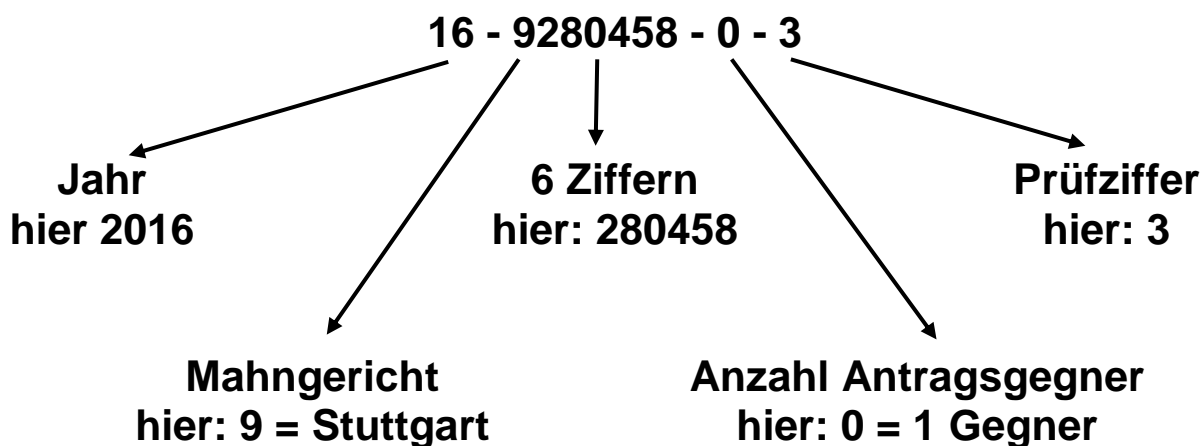 16 - 9280458 - 0 - 3
Jahr
hier 2016
6 Ziffern
hier: 280458
Prüfziffer
hier: 3
Mahngericht
hier: 9 = Stuttgart
Anzahl Antragsgegner
hier: 0 = 1 Gegner